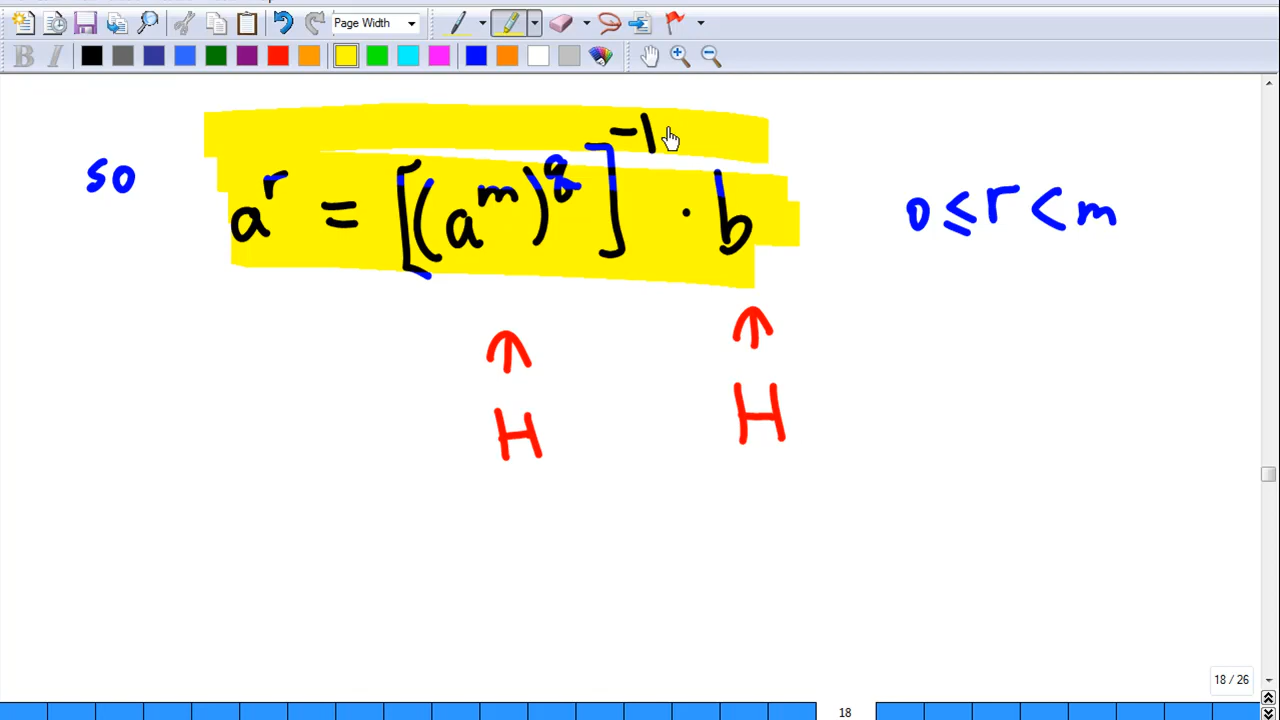 Page Width
B I
so a^r = [(a^m)^q]^-1 · b 0 ≤ r < m
↑ ↑
H H
18 / 26
18